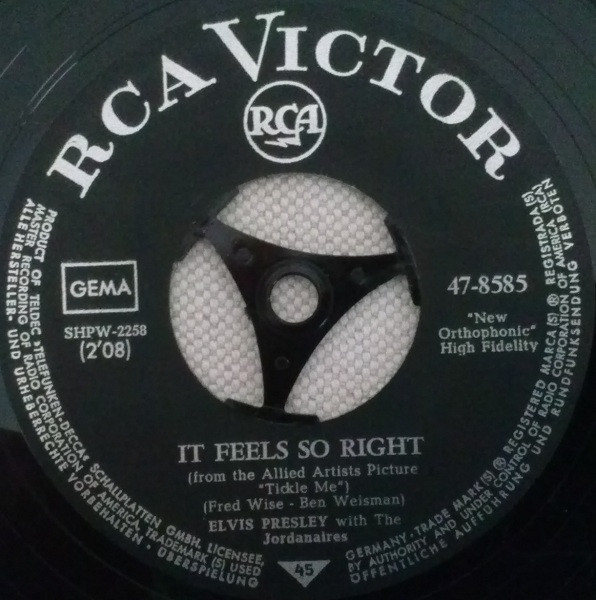 RCA VICTOR
RCA
GEMA
SHPW-2258
(2'08)
47-8585
"New
Orthophonic"
High Fidelity
IT FEELS SO RIGHT
(from the Allied Artists Picture
"Tickle Me")
(Fred Wise - Ben Weisman)
ELVIS PRESLEY with The
Jordanaires
45
PRODUCT OF TELDEC »TELEFUNKEN-DECCA« SCHALLPLATTEN GMBH, LICENSEE,
MASTER RECORDING OF RADIO CORPORATION OF AMERICA, TRADEMARK (S) USED
ALLE HERSTELLER- UND URHEBERRECHTE VORBEHALTEN · ÜBERSPIELUNG
GERMANY · TRADE MARK (S) ® REGISTERED MARCA (S) ® REGISTRADA (S)
BY AUTHORITY AND UNDER CONTROL OF RADIO CORPORATION OF AMERICA
ÖFFENTLICHE AUFFÜHRUNG UND RUNDFUNKSENDUNG VERBOTEN